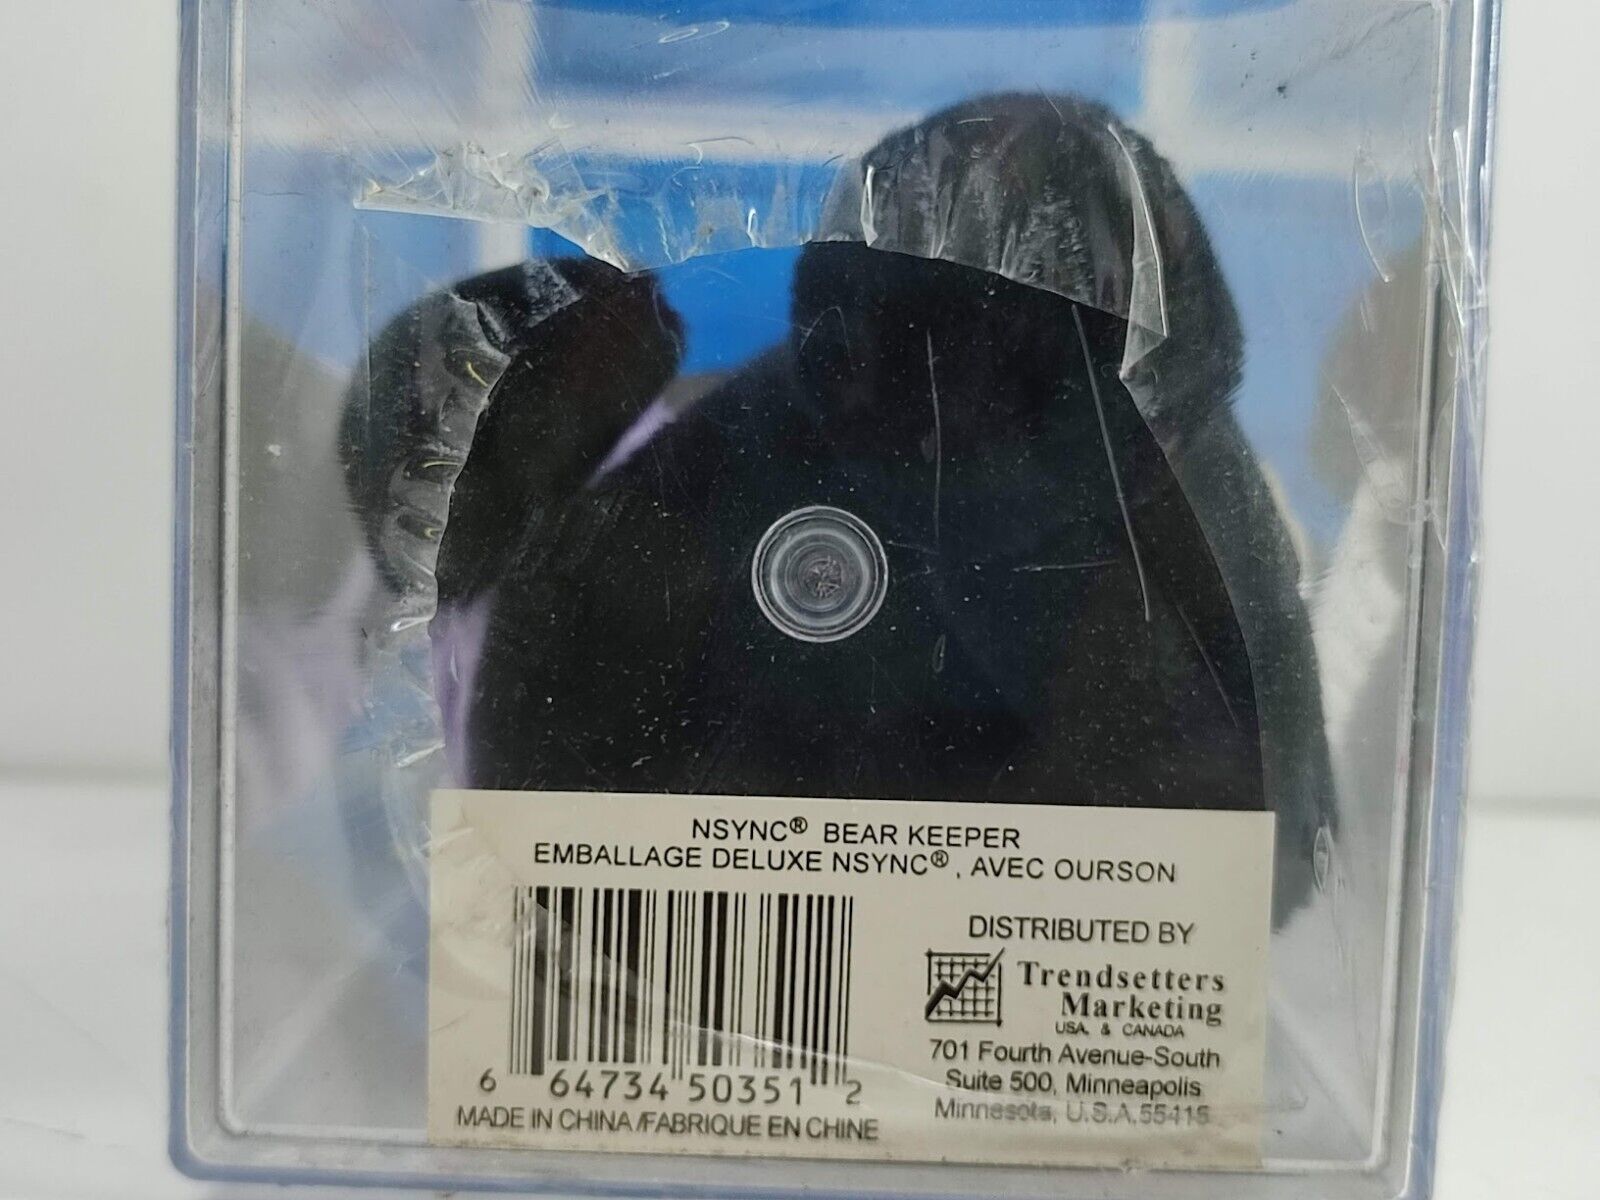 NSYNC® BEAR KEEPER
EMBALLAGE DELUXE NSYNC®, AVEC OURSON
DISTRIBUTED BY
Trendsetters
Marketing
USA. & CANADA
701 Fourth Avenue-South
Suite 500, Minneapolis
Minnesota, U.S.A.55415
6 64734 50351 2
MADE IN CHINA/FABRIQUE EN CHINE